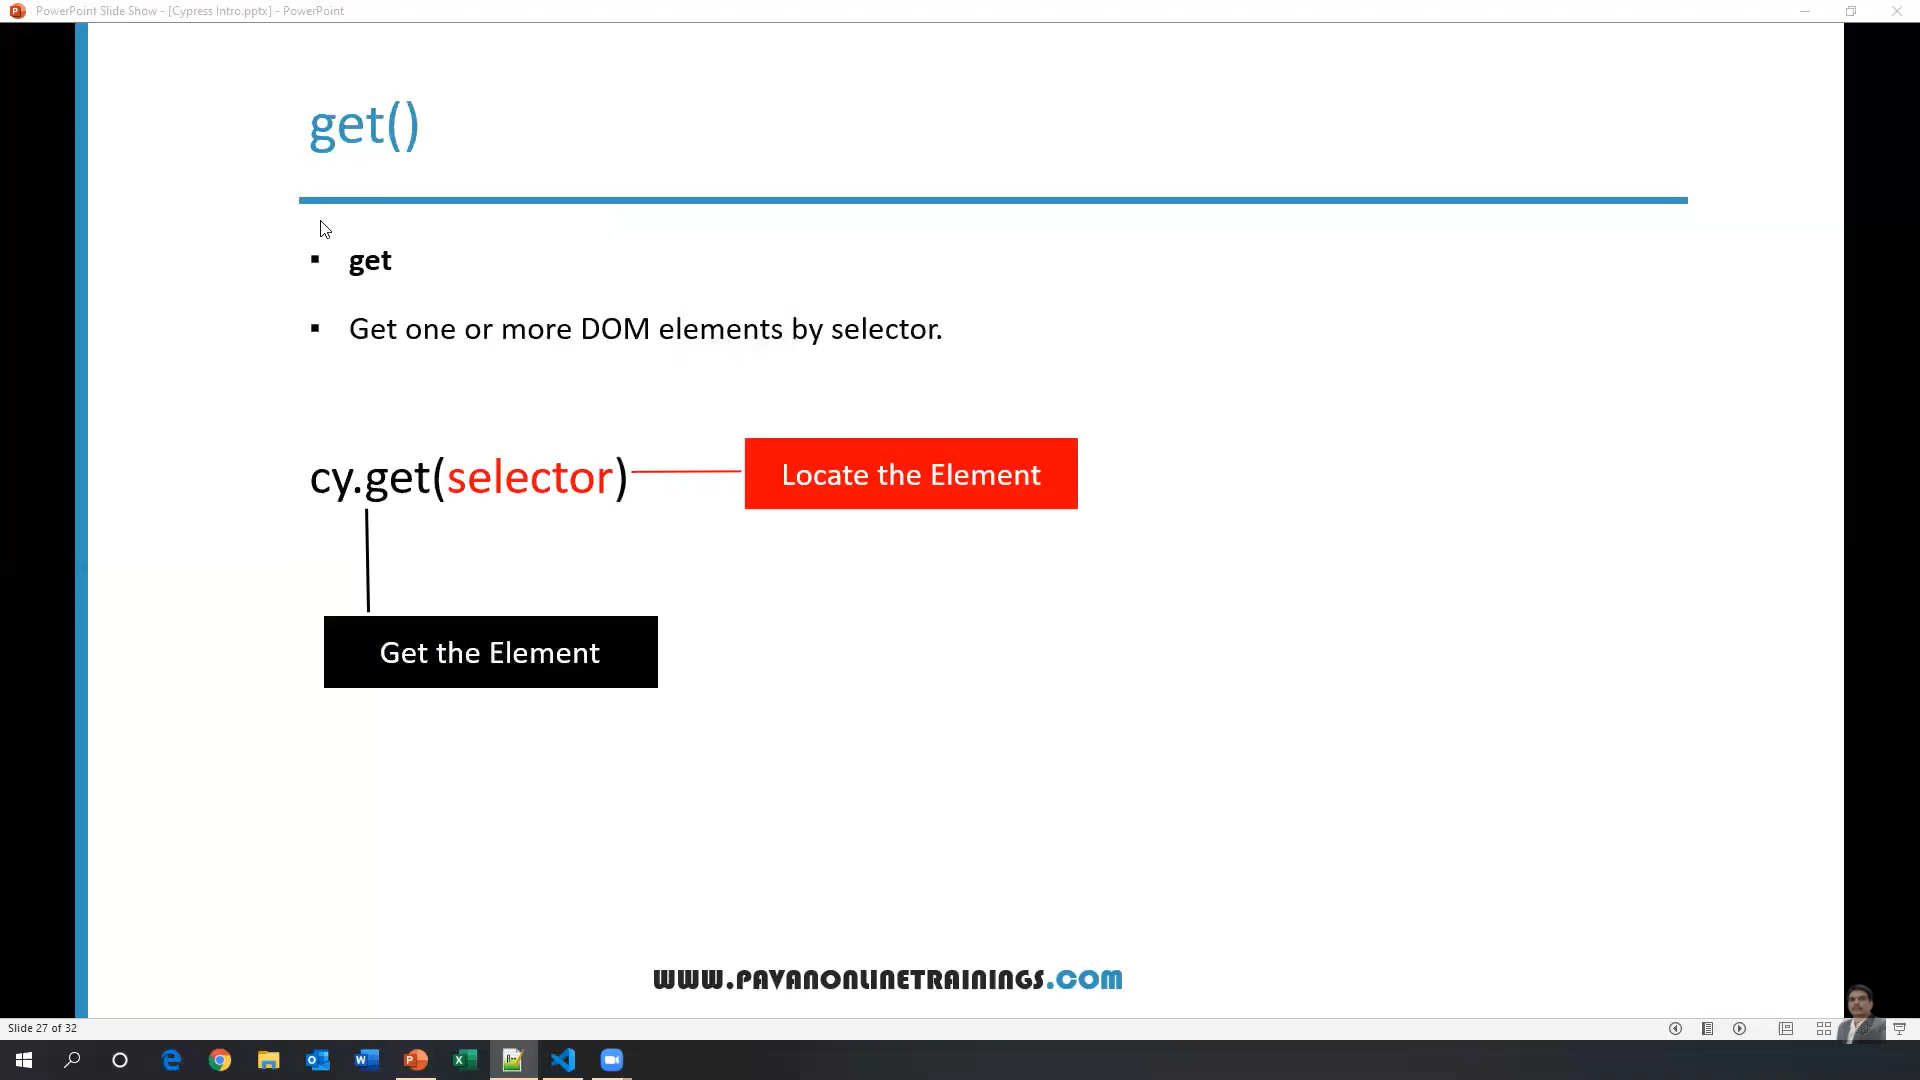 PowerPoint Slide Show - [Cypress Intro.pptx] - PowerPoint
get()
get
Get one or more DOM elements by selector.
cy.get(selector)
Locate the Element
Get the Element
WWW.PAVANONLINETRAININGS.COM
Slide 27 of 32